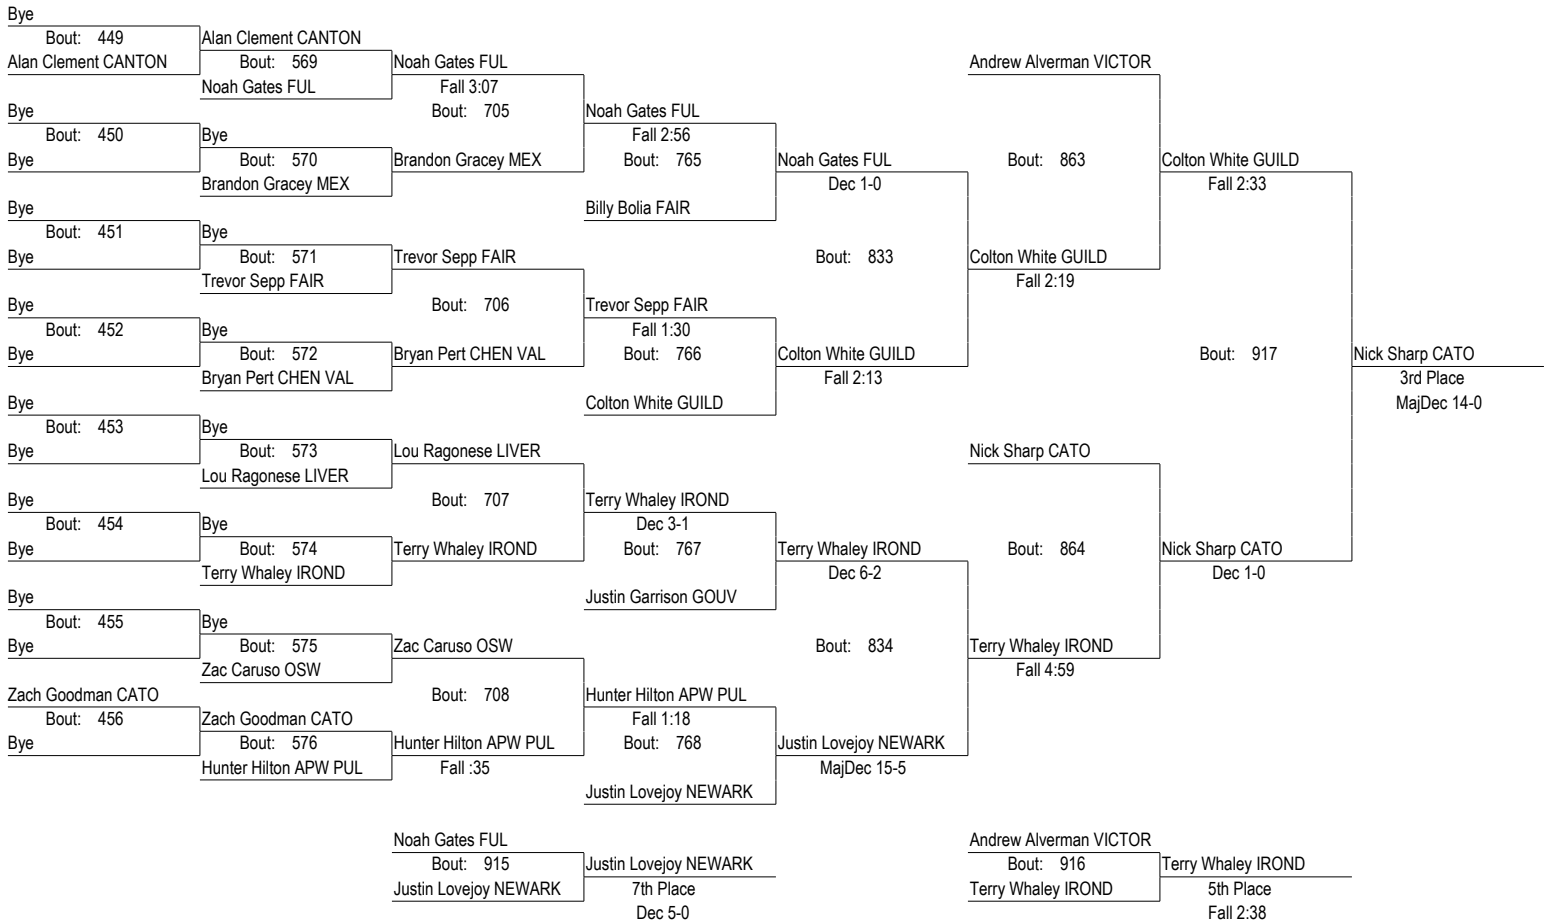 Bye
Bout: 449 Alan Clement CANTON
Alan Clement CANTON Bout: 569 Noah Gates FUL Andrew Alverman VICTOR
Noah Gates FUL Fall 3:07
Bye Bout: 705 Noah Gates FUL
Bout: 450 Bye Fall 2:56
Bye Bout: 570 Brandon Gracey MEX Bout: 765 Noah Gates FUL Bout: 863 Colton White GUILD
Brandon Gracey MEX Dec 1-0 Fall 2:33
Bye Billy Bolia FAIR
Bout: 451 Bye
Bye Bout: 571 Trevor Sepp FAIR Bout: 833 Colton White GUILD
Trevor Sepp FAIR Fall 2:19
Bye Bout: 706 Trevor Sepp FAIR
Bout: 452 Bye Fall 1:30
Bye Bout: 572 Bryan Pert CHEN VAL Bout: 766 Colton White GUILD Bout: 917 Nick Sharp CATO
Bryan Pert CHEN VAL Fall 2:13 3rd Place
Bye Colton White GUILD MajDec 14-0
Bout: 453 Bye
Bye Bout: 573 Lou Ragonese LIVER Nick Sharp CATO
Lou Ragonese LIVER
Bye Bout: 707 Terry Whaley IROND
Bout: 454 Bye Dec 3-1
Bye Bout: 574 Terry Whaley IROND Bout: 767 Terry Whaley IROND Bout: 864 Nick Sharp CATO
Terry Whaley IROND Dec 6-2 Dec 1-0
Bye Justin Garrison GOUV
Bout: 455 Bye
Bye Bout: 575 Zac Caruso OSW Bout: 834 Terry Whaley IROND
Zac Caruso OSW Fall 4:59
Zach Goodman CATO Bout: 708 Hunter Hilton APW PUL
Bout: 456 Zach Goodman CATO Fall 1:18
Bye Bout: 576 Hunter Hilton APW PUL Bout: 768 Justin Lovejoy NEWARK
Hunter Hilton APW PUL Fall :35 MajDec 15-5
Justin Lovejoy NEWARK
Noah Gates FUL Andrew Alverman VICTOR
Bout: 915 Justin Lovejoy NEWARK Bout: 916 Terry Whaley IROND
Justin Lovejoy NEWARK 7th Place Terry Whaley IROND 5th Place
Dec 5-0 Fall 2:38